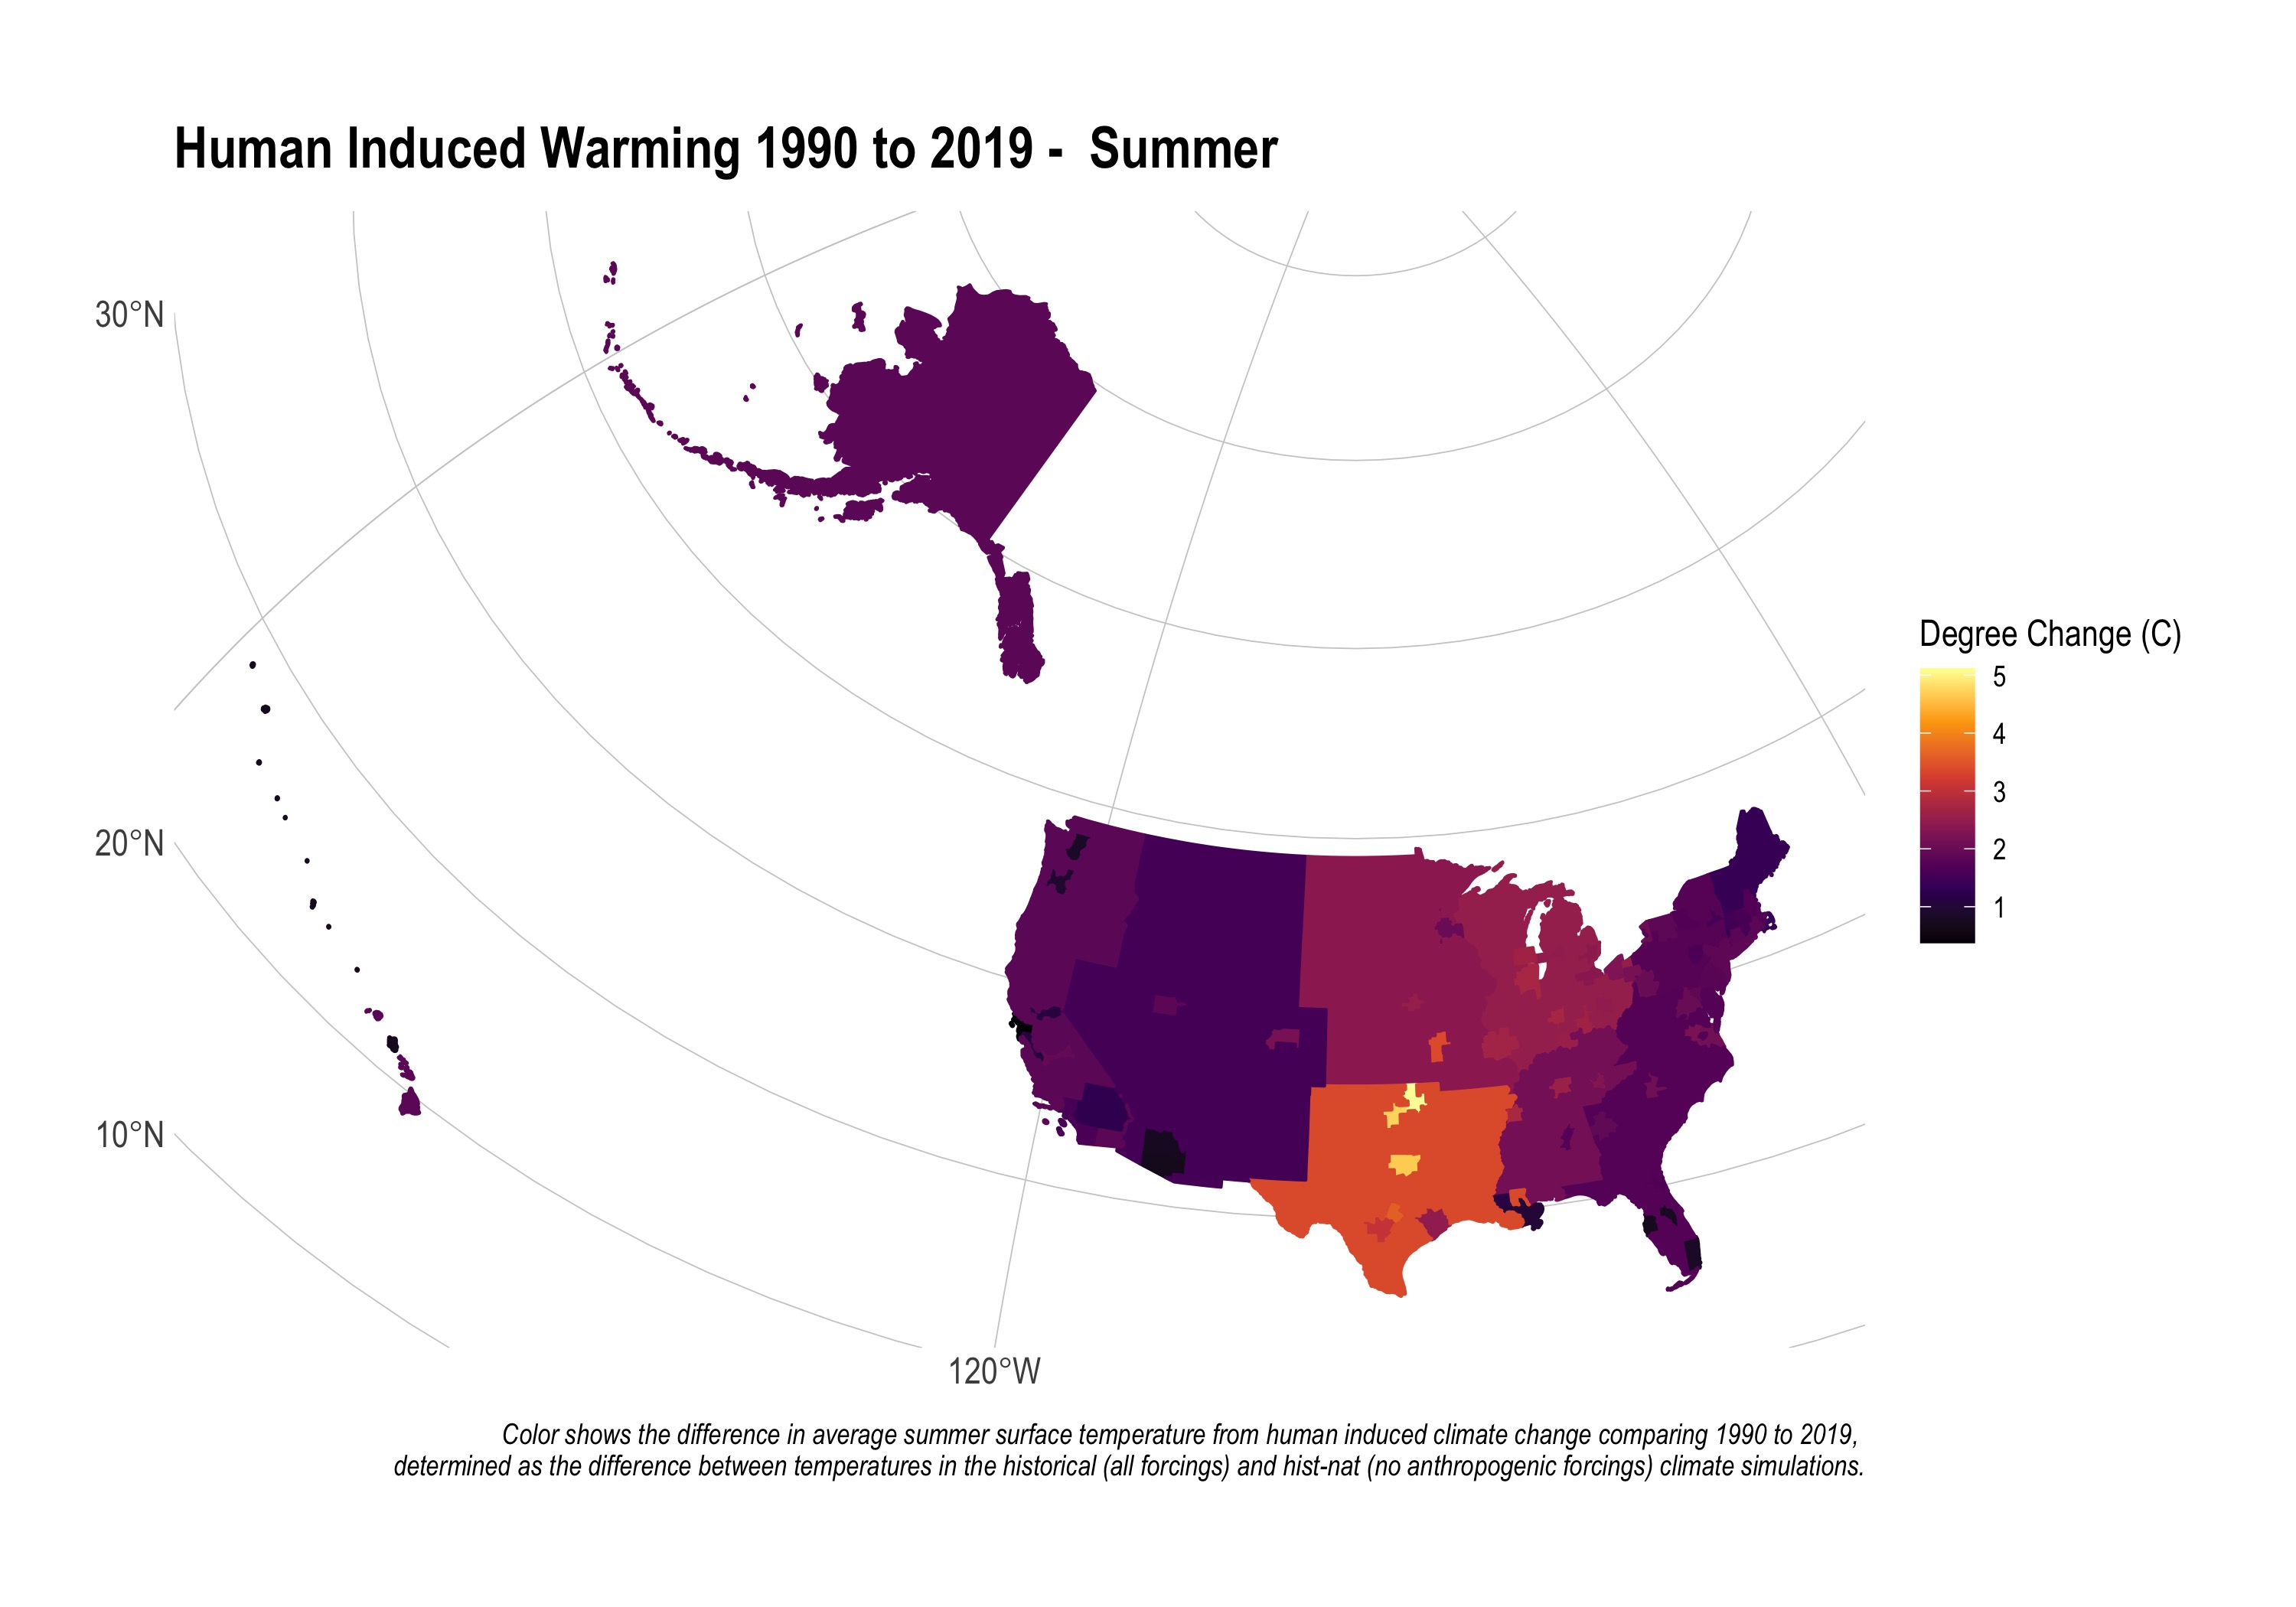 Human Induced Warming 1990 to 2019 -  Summer
30°N
20°N
10°N
120°W
Degree Change (C)
5
4
3
2
1
Color shows the difference in average summer surface temperature from human induced climate change comparing 1990 to 2019,
determined as the difference between temperatures in the historical (all forcings) and hist-nat (no anthropogenic forcings) climate simulations.